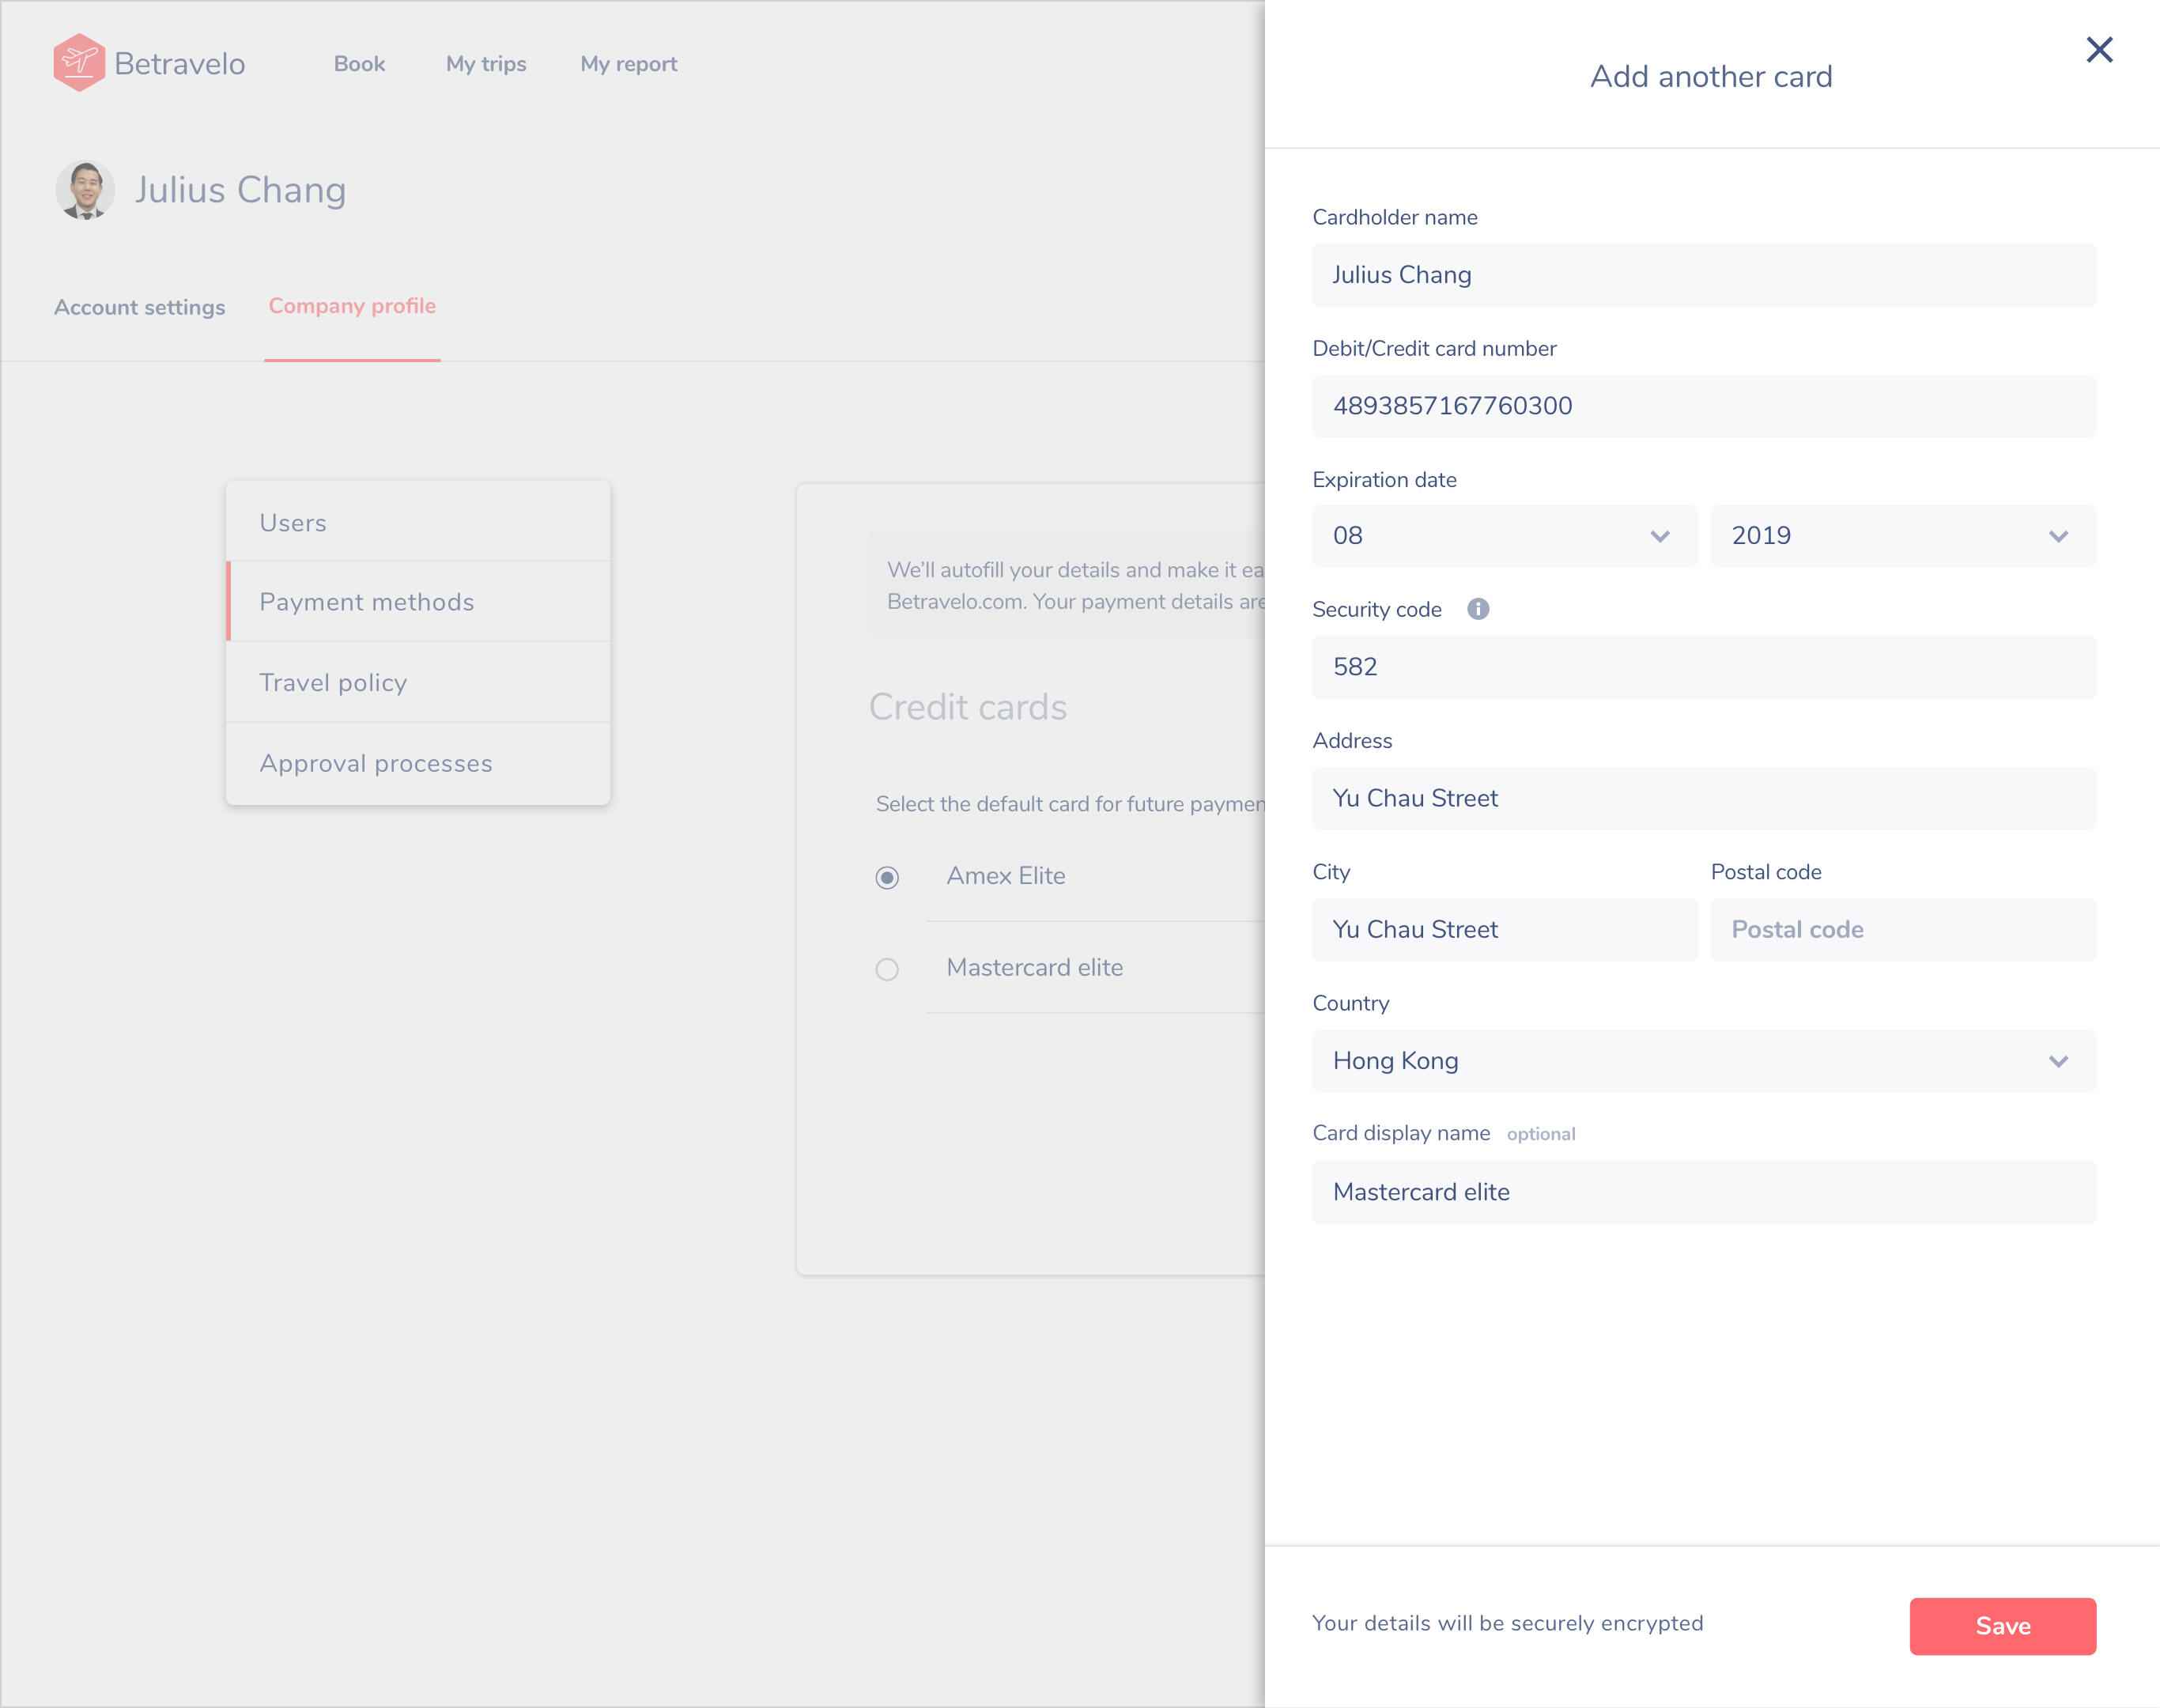 Betravelo
Book
My trips
My report
Julius Chang
Account settings
Company profile
Users
Payment methods
Travel policy
Approval processes
We'll autofill your details and make it ea
Betravelo.com. Your payment details are
Credit cards
Select the default card for future paymen
Amex Elite
Mastercard elite
Add another card
Cardholder name
Julius Chang
Debit/Credit card number
4893857167760300
Expiration date
08
2019
Security code
582
Address
Yu Chau Street
City
Postal code
Yu Chau Street
Postal code
Country
Hong Kong
Card display name optional
Mastercard elite
Your details will be securely encrypted
Save